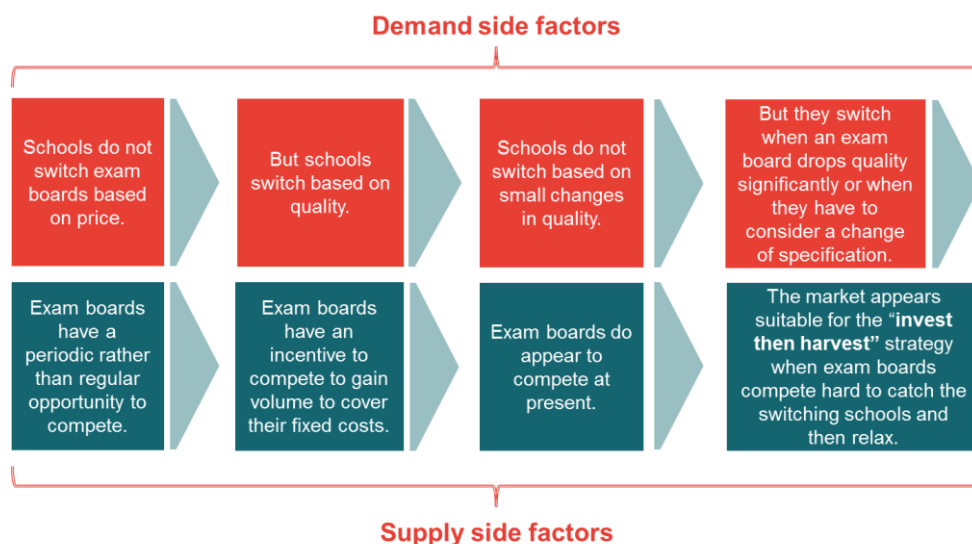 Demand side factors
Schools do not
switch exam
boards based
on price.
But schools
switch based on
quality.
Schools do not
switch based on
small changes
in quality.
But they switch
when an exam
board drops quality
significantly or when
they have to
consider a change
of specification.
Exam boards
have a
periodic rather
than regular
opportunity to
compete.
Exam boards
have an
incentive to
compete to gain
volume to cover
their fixed costs.
Exam boards do
appear to
compete at
present.
The market appears
suitable for the “invest
then harvest” strategy
when exam boards
compete hard to catch the
switching schools and
then relax.
Supply side factors